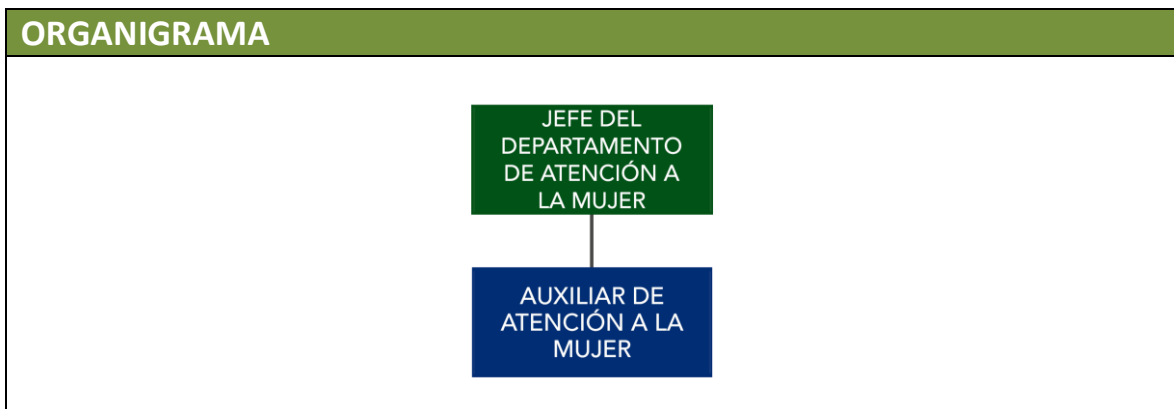 ORGANIGRAMA
JEFE DEL
DEPARTAMENTO
DE ATENCIÓN A
LA MUJER
AUXILIAR DE
ATENCIÓN A LA
MUJER